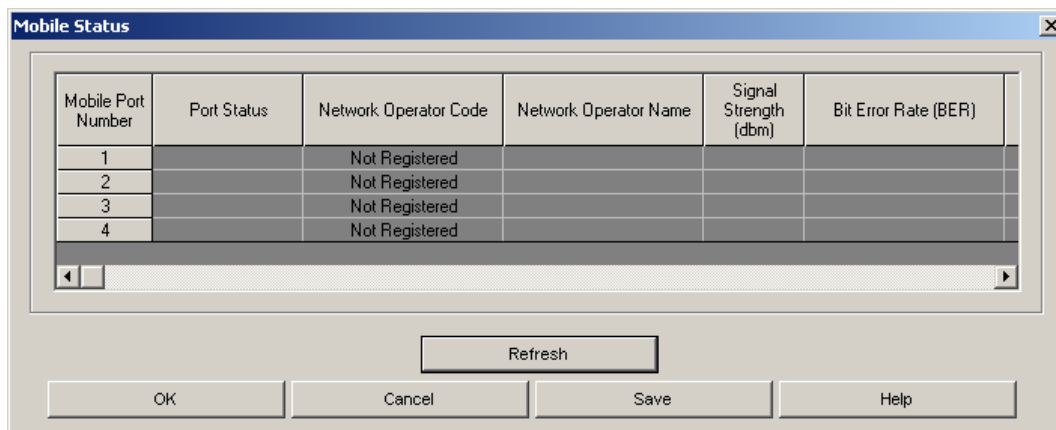 Mobile Status
Mobile Port
Number
Port Status
Network Operator Code
Network Operator Name
Signal
Strength
(dbm)
Bit Error Rate (BER)
1 Not Registered
2 Not Registered
3 Not Registered
4 Not Registered
Refresh
OK
Cancel
Save
Help